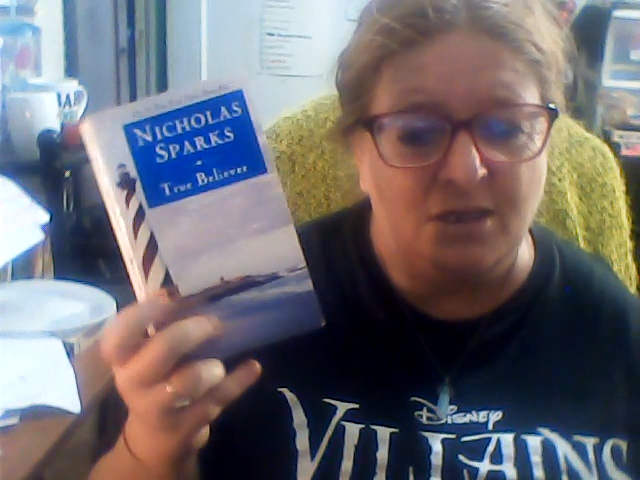 NICHOLAS
SPARKS
True Believer
DISNEY
VILLAINS